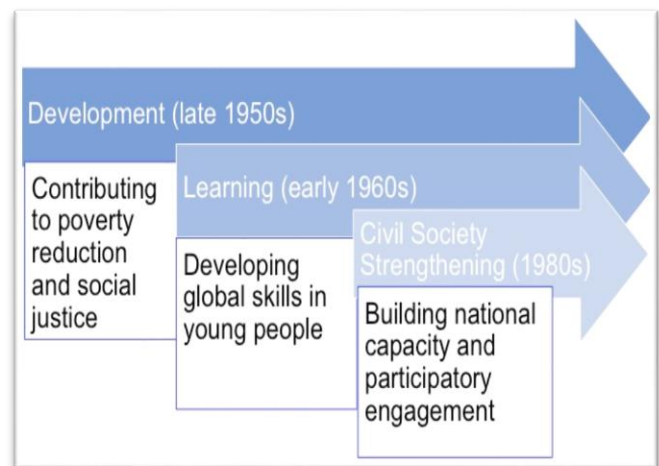 Development (late 1950s)
Contributing
to poverty
reduction
and social
justice
Learning (early 1960s)
Developing
global skills in
young people
Civil Society
Strengthening (1980s)
Building national
capacity and
participatory
engagement